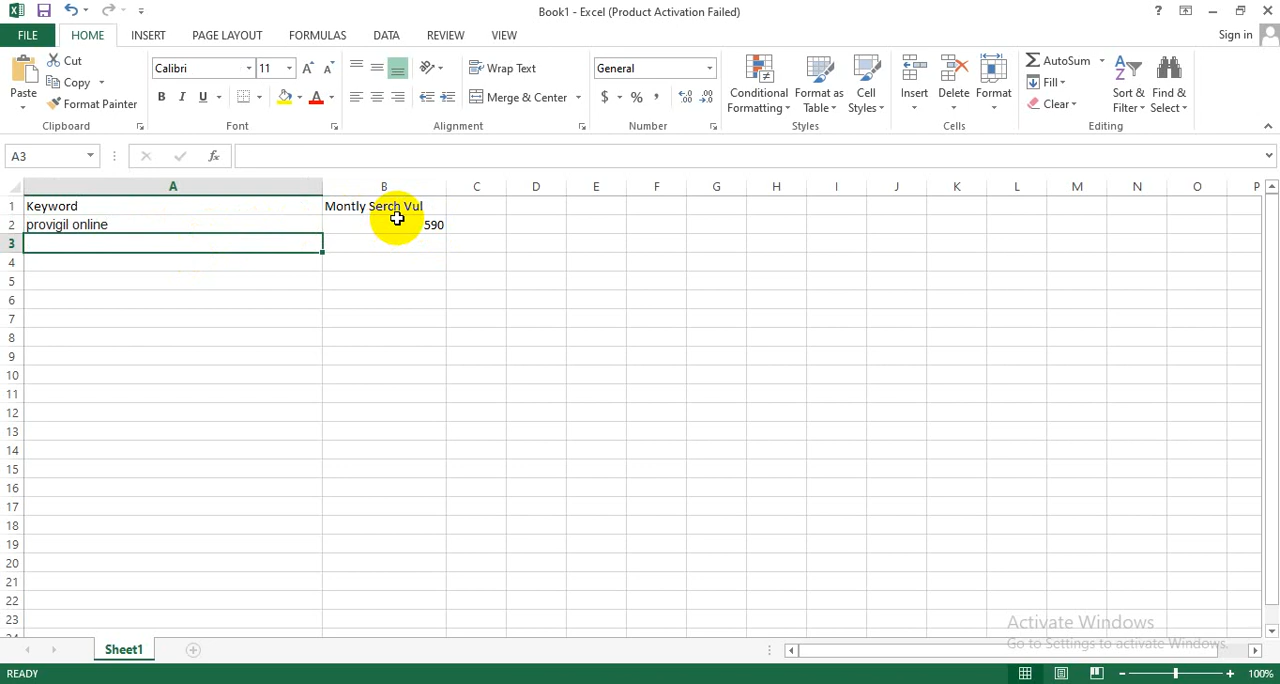 Book1 - Excel (Product Activation Failed)
?
FILE HOME INSERT PAGE LAYOUT FORMULAS DATA REVIEW VIEW Sign in
Paste
Cut
Copy
Format Painter
Clipboard
Calibri 11
B I U
Font
Wrap Text
Merge & Center
Alignment
General
$ % ,
Number
Conditional Formatting
Format as Table
Cell Styles
Styles
Insert
Delete
Format
Cells
AutoSum
Fill
Clear
Sort & Filter
Find & Select
Editing
A3
fx
A B C D E F G H I J K L M N O P
1 Keyword Montly Serch Vul
2 provigil online 590
3
4
5
6
7
8
9
10
11
12
13
14
15
16
17
18
19
20
21
22
23
24
Activate Windows
Go to Settings to activate Windows.
Sheet1
READY
100%